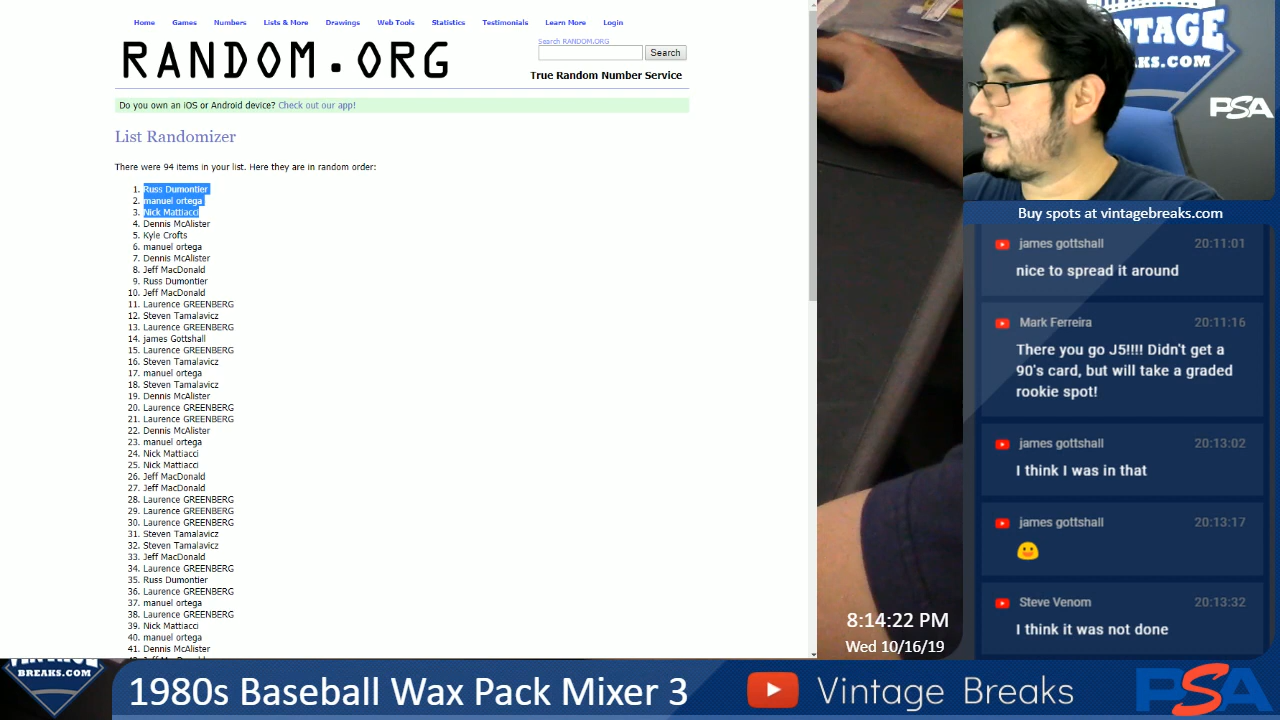 Home Games Numbers Lists & More Drawings Web Tools Statistics Testimonials Learn More Login
RANDOM.ORG
Search RANDOM.ORG
Search
True Random Number Service
Do you own an iOS or Android device? Check out our app!
List Randomizer
There were 94 items in your list. Here they are in random order:
1. Russ Dumontier
2. manuel ortega
3. Nick Mattiacci
4. Dennis McAlister
5. Kyle Crofts
6. manuel ortega
7. Dennis McAlister
8. Jeff MacDonald
9. Russ Dumontier
10. Jeff MacDonald
11. Laurence GREENBERG
12. Steven Tamalavicz
13. Laurence GREENBERG
14. james Gottshall
15. Laurence GREENBERG
16. Steven Tamalavicz
17. manuel ortega
18. Steven Tamalavicz
19. Dennis McAlister
20. Laurence GREENBERG
21. Laurence GREENBERG
22. Dennis McAlister
23. manuel ortega
24. Nick Mattiacci
25. Nick Mattiacci
26. Jeff MacDonald
27. Jeff MacDonald
28. Laurence GREENBERG
29. Laurence GREENBERG
30. Laurence GREENBERG
31. Steven Tamalavicz
32. Steven Tamalavicz
33. Jeff MacDonald
34. Laurence GREENBERG
35. Russ Dumontier
36. Laurence GREENBERG
37. manuel ortega
38. Laurence GREENBERG
39. Nick Mattiacci
40. manuel ortega
41. Dennis McAlister
PSA
Buy spots at vintagebreaks.com
james gottshall 20:11:01
nice to spread it around
Mark Ferreira 20:11:16
There you go J5!!!! Didn't get a
90's card, but will take a graded
rookie spot!
james gottshall 20:13:02
I think I was in that
james gottshall 20:13:17
Steve Venom 20:13:32
I think it was not done
8:14:22 PM
Wed 10/16/19
BREAKS.COM
1980s Baseball Wax Pack Mixer 3
Vintage Breaks
PSA